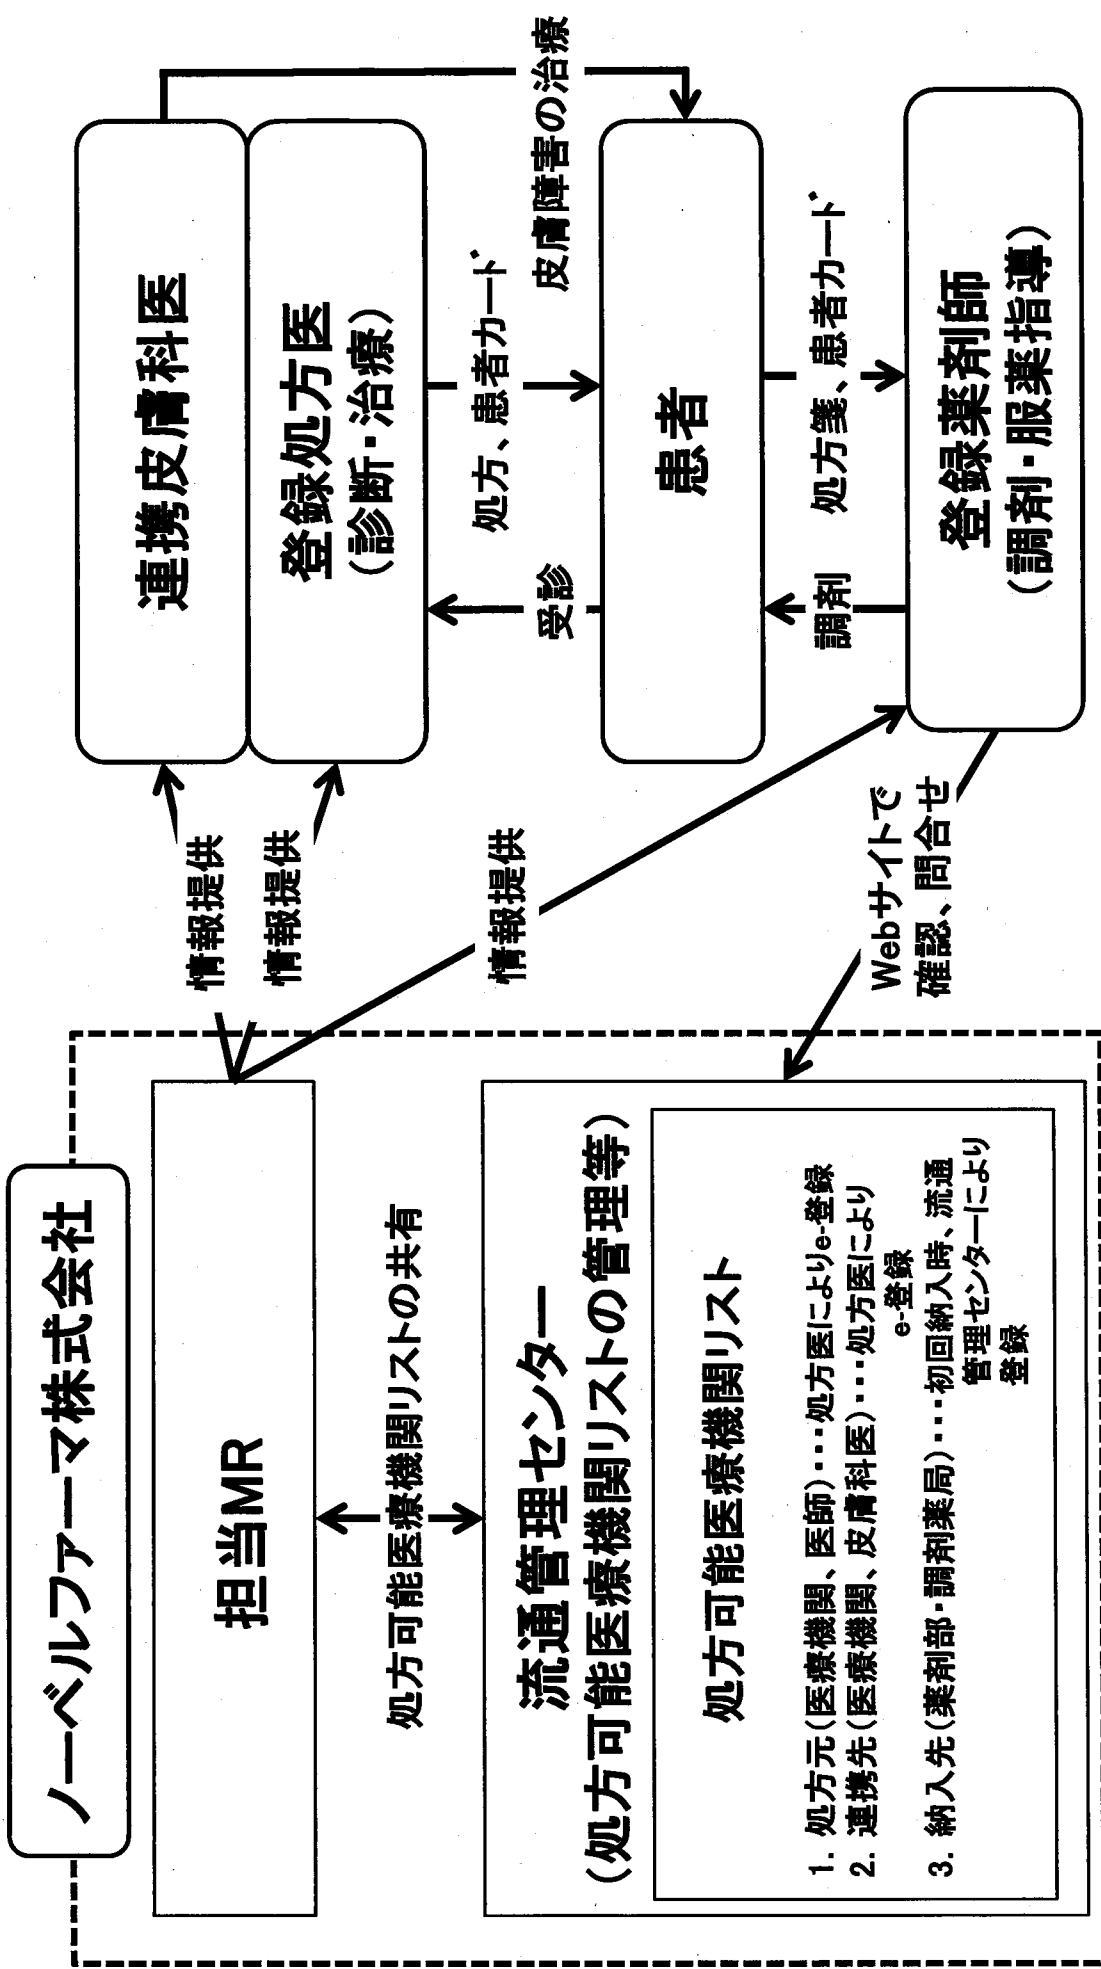 ノーベルファーマ株式会社
担当MR
処方可能医療機関リストの共有
流通管理センター
(処方可能医療機関リストの管理等)
処方可能医療機関リスト
1. 処方元(医療機関、医師)・・・処方医によりe-登録
2. 連携先(医療機関、皮膚科医)・・・処方医により
e-登録
3. 納入先(薬剤部・調剤薬局)・・・初回納入時、流通
管理センターにより
登録
情報提供
情報提供
情報提供
Webサイトで
確認、問合せ
連携皮膚科医
登録処方医
(診断・治療)
受診
処方、患者カード
皮膚障害の治療
患者
調剤
処方箋、患者カード
登録薬剤師
(調剤・服薬指導)